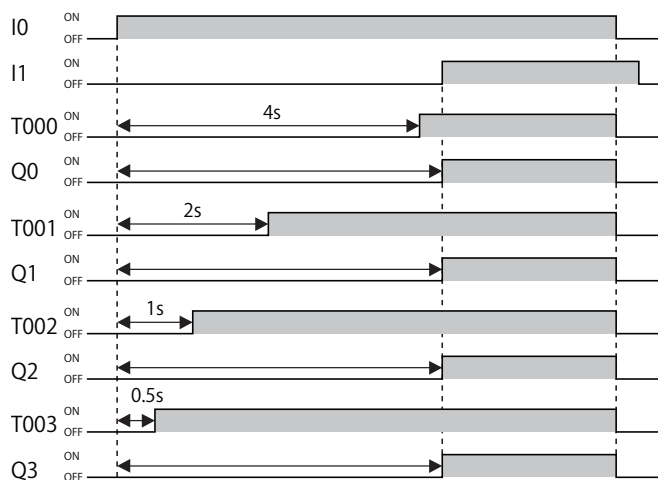 I0 ON
OFF
I1 ON
OFF
T000 ON
OFF
4s
Q0 ON
OFF
T001 ON
OFF
2s
Q1 ON
OFF
T002 ON
OFF
1s
Q2 ON
OFF
0.5s
T003 ON
OFF
Q3 ON
OFF